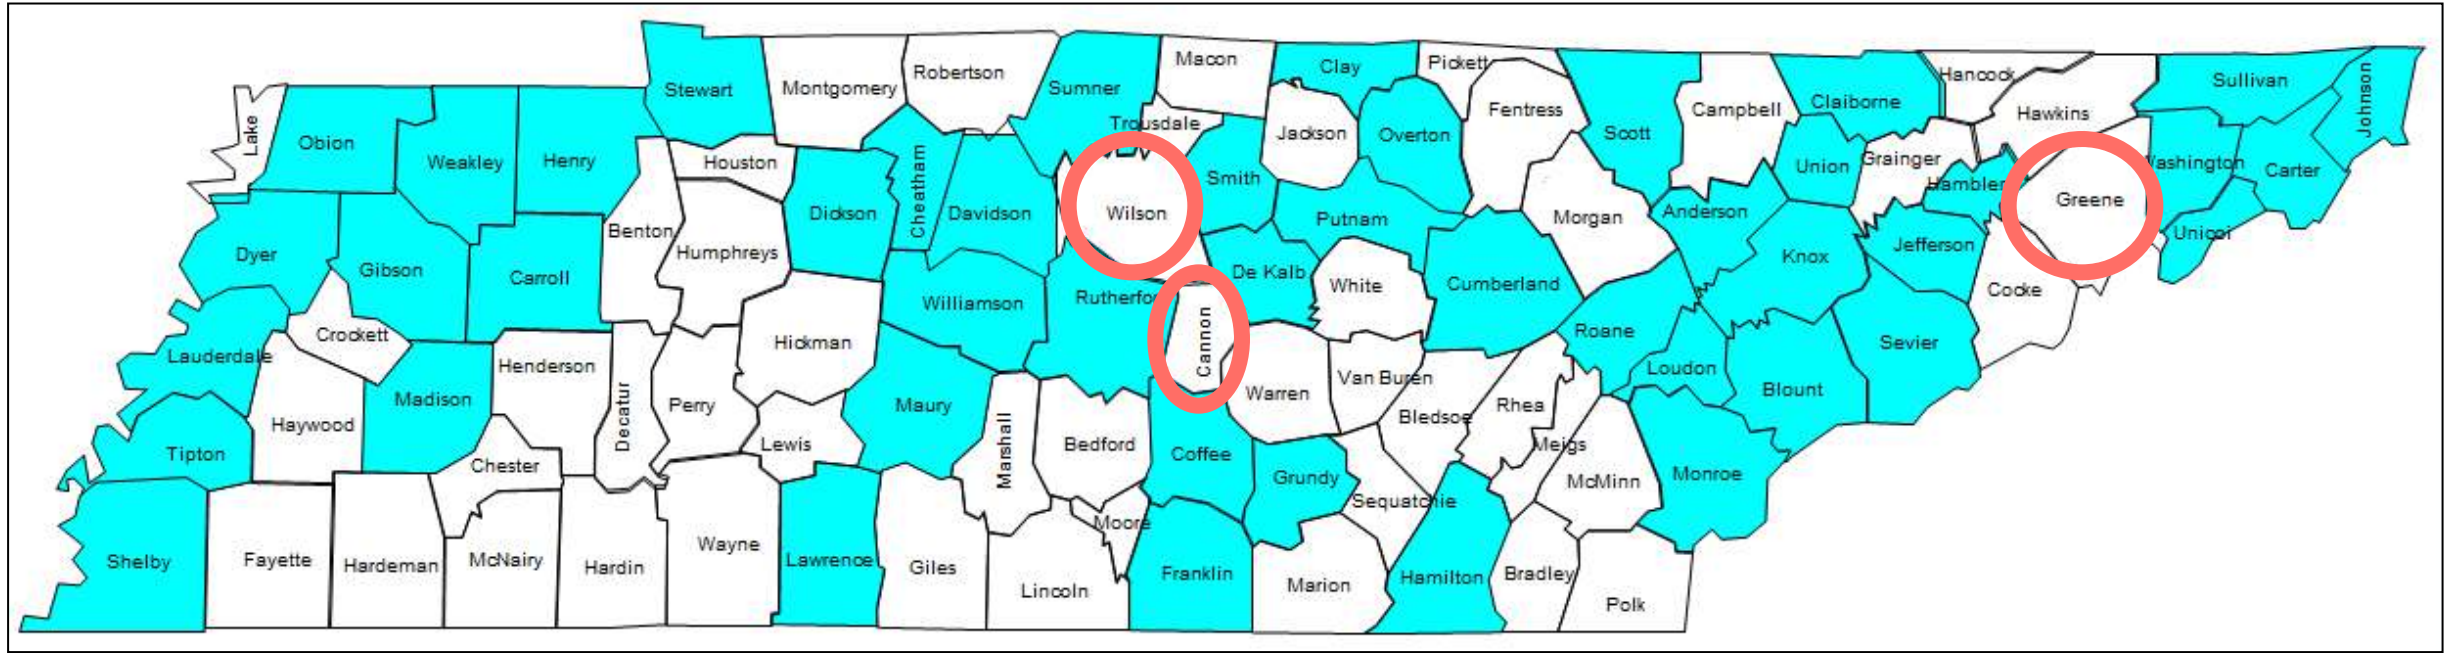 Stewart
Montgomery
Robertson
Sumner
Macon
Clay
Pickett
Fentress
Scott
Campbell
Claiborne
Hancock
Hawkins
Sullivan
Johnson
Lake
Obion
Weakley
Henry
Houston
Dickson
Cheatham
Davidson
Trousdale
Wilson
Smith
Jackson
Overton
Putnam
Morgan
Anderson
Union
Grainger
Hamblen
Greene
Washington
Carter
Unicoi
Dyer
Gibson
Carroll
Benton
Humphreys
Williamson
Rutherfo
De Kalb
White
Cumberland
Knox
Jefferson
Cocke
Lauderdale
Crockett
Madison
Henderson
Decatur
Perry
Hickman
Lewis
Maury
Marshall
Bedford
Cannon
Coffee
Warren
Van Buren
Bledsoe
Rhea
Meigs
Roane
Loudon
Blount
Sevier
Tipton
Haywood
Chester
Grundy
Sequatchie
McMinn
Monroe
Shelby
Fayette
Hardeman
McNairy
Hardin
Wayne
Lawrence
Giles
Lincoln
Moore
Franklin
Marion
Hamilton
Bradley
Polk